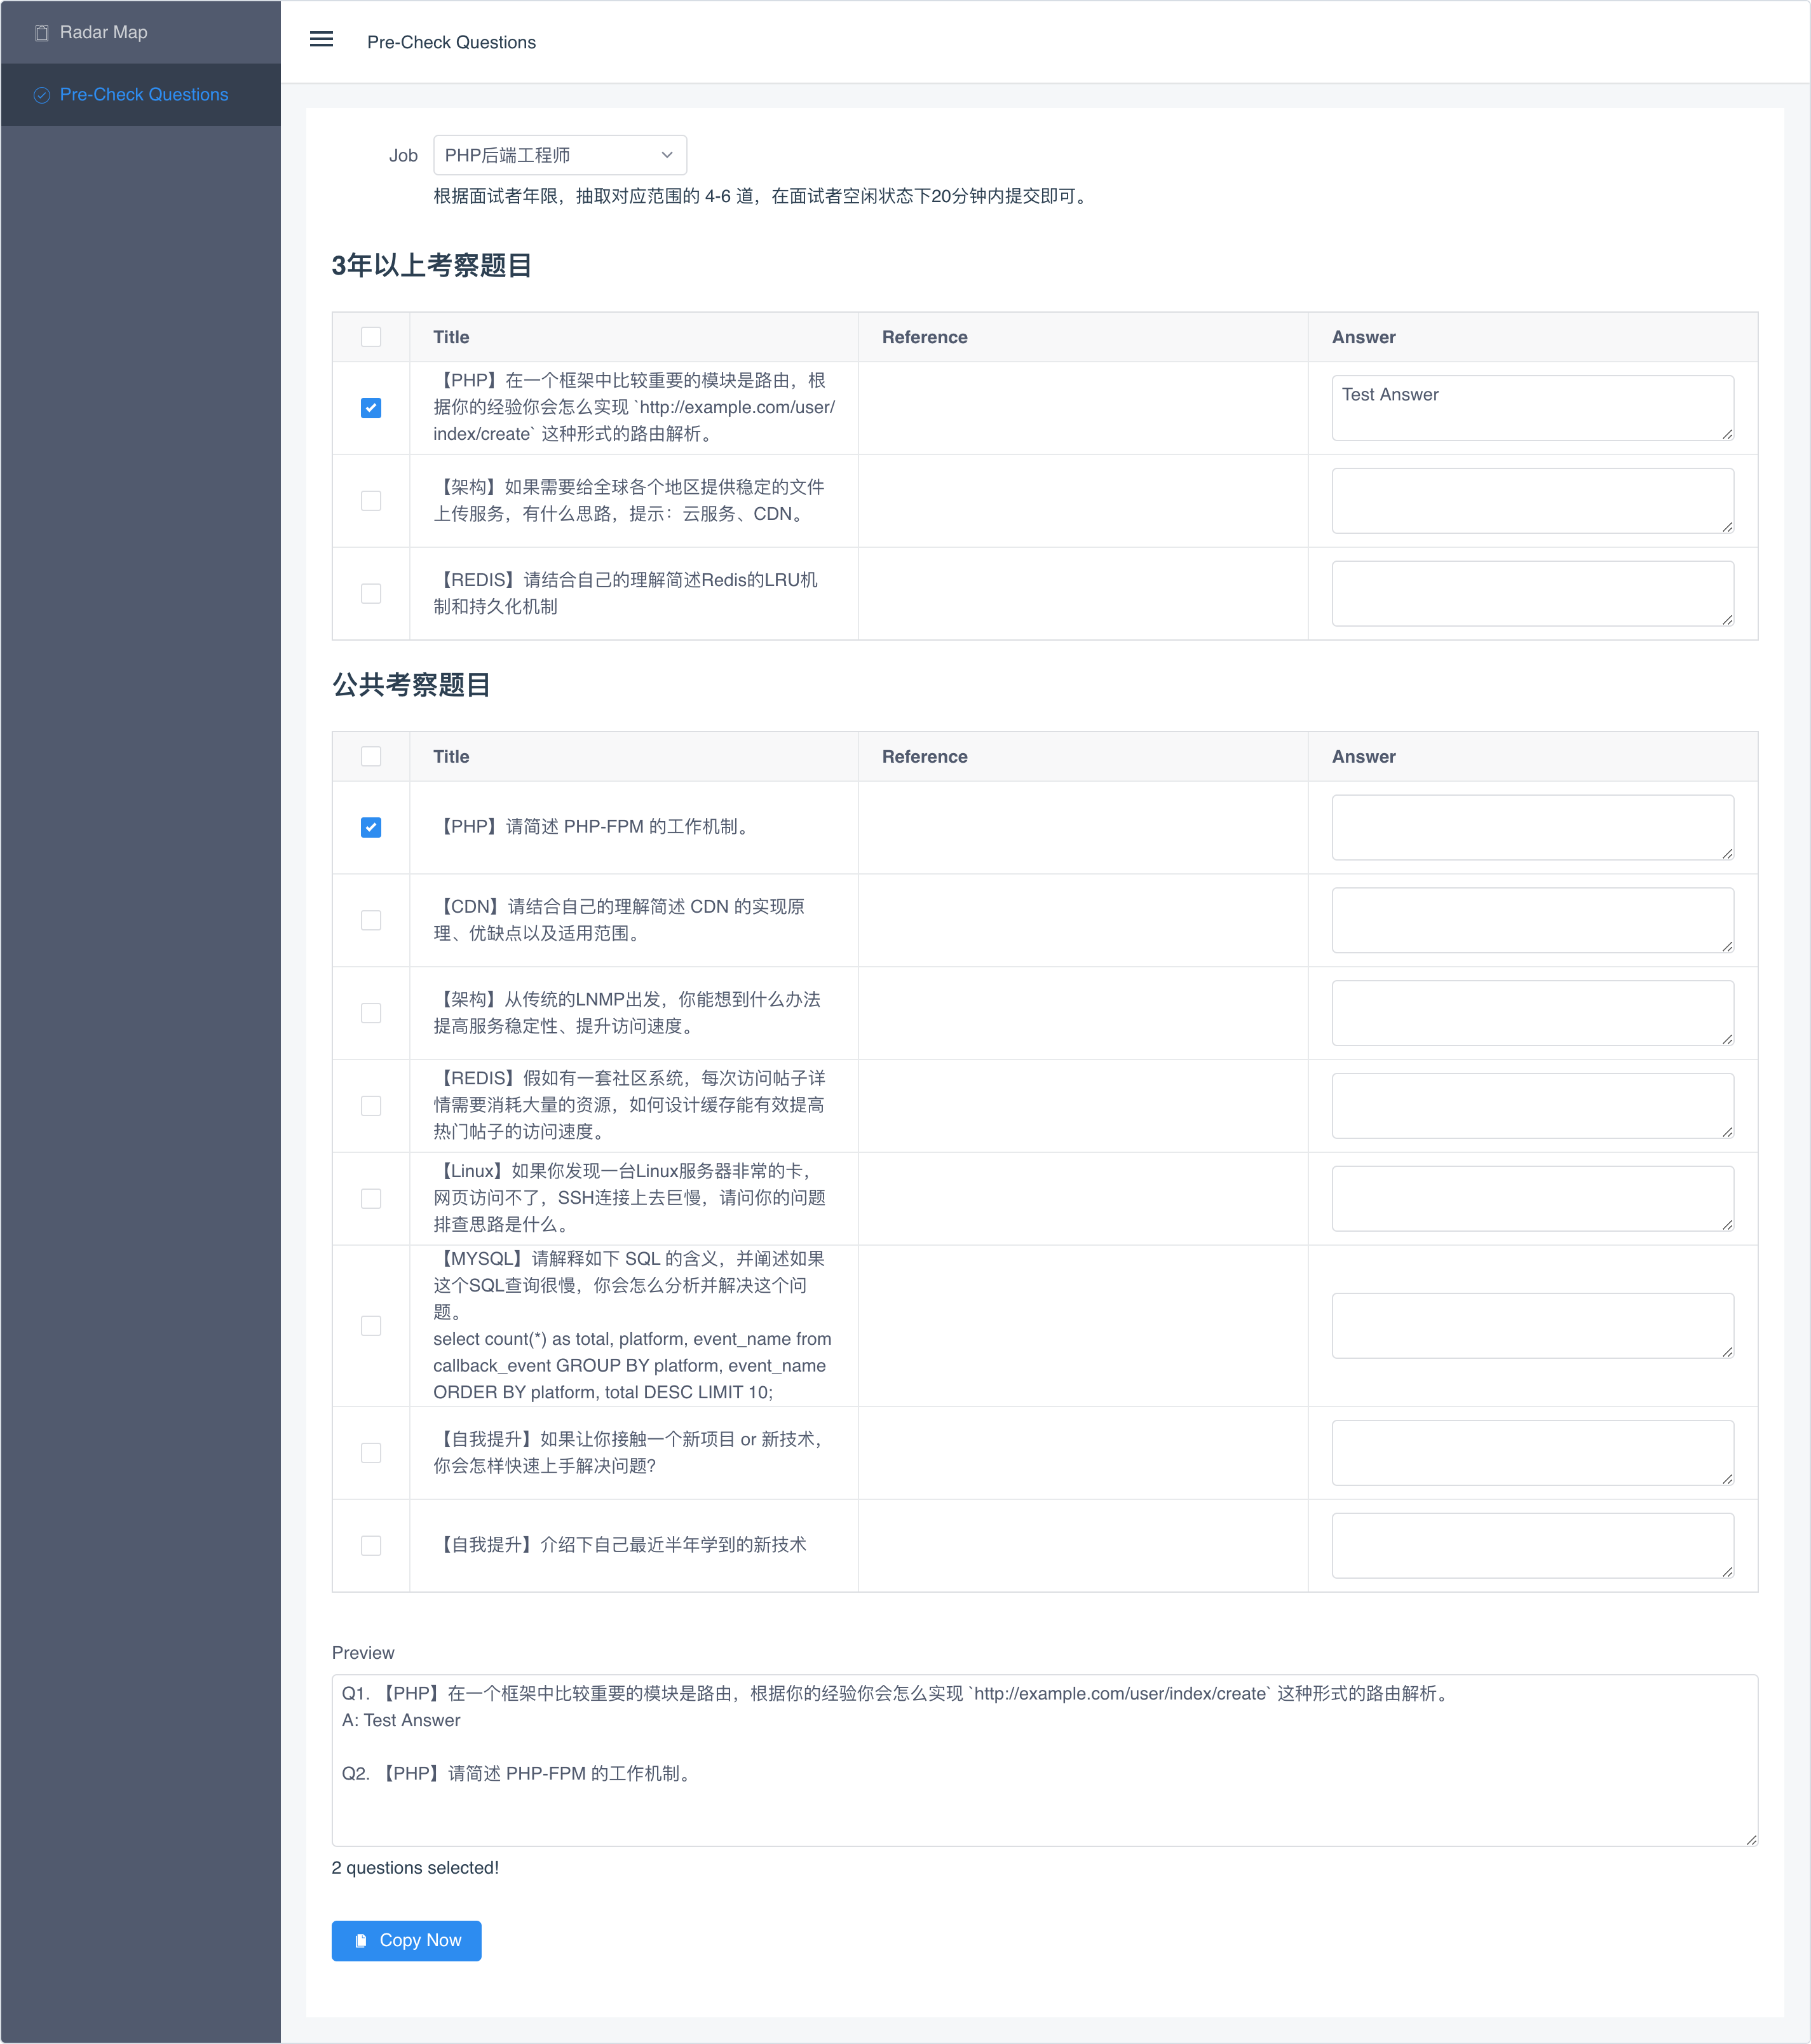 Radar Map
Pre-Check Questions
Pre-Check Questions
Job
PHP后端工程师
根据面试者年限，抽取对应范围的 4-6 道，在面试者空闲状态下20分钟内提交即可。
3年以上考察题目
Title
Reference
Answer
【PHP】在一个框架中比较重要的模块是路由，根
据你的经验你会怎么实现 `http://example.com/user/
index/create` 这种形式的路由解析。
Test Answer
【架构】如果需要给全球各个地区提供稳定的文件
上传服务，有什么思路，提示：云服务、CDN。
【REDIS】请结合自己的理解简述Redis的LRU机
制和持久化机制
公共考察题目
Title
Reference
Answer
【PHP】请简述 PHP-FPM 的工作机制。
【CDN】请结合自己的理解简述 CDN 的实现原
理、优缺点以及适用范围。
【架构】从传统的LNMP出发，你能想到什么办法
提高服务稳定性、提升访问速度。
【REDIS】假如有一套社区系统，每次访问帖子详
情需要消耗大量的资源，如何设计缓存能有效提高
热门帖子的访问速度。
【Linux】如果你发现一台Linux服务器非常的卡，
网页访问不了，SSH连接上去巨慢，请问你的问题
排查思路是什么。
【MYSQL】请解释如下 SQL 的含义，并阐述如果
这个SQL查询很慢，你会怎么分析并解决这个问
题。
select count(*) as total, platform, event_name from
callback_event GROUP BY platform, event_name
ORDER BY platform, total DESC LIMIT 10;
【自我提升】如果让你接触一个新项目 or 新技术，
你会怎样快速上手解决问题?
【自我提升】介绍下自己最近半年学到的新技术
Preview
Q1. 【PHP】在一个框架中比较重要的模块是路由，根据你的经验你会怎么实现 `http://example.com/user/index/create` 这种形式的路由解析。
A: Test Answer
Q2. 【PHP】请简述 PHP-FPM 的工作机制。
2 questions selected!
Copy Now